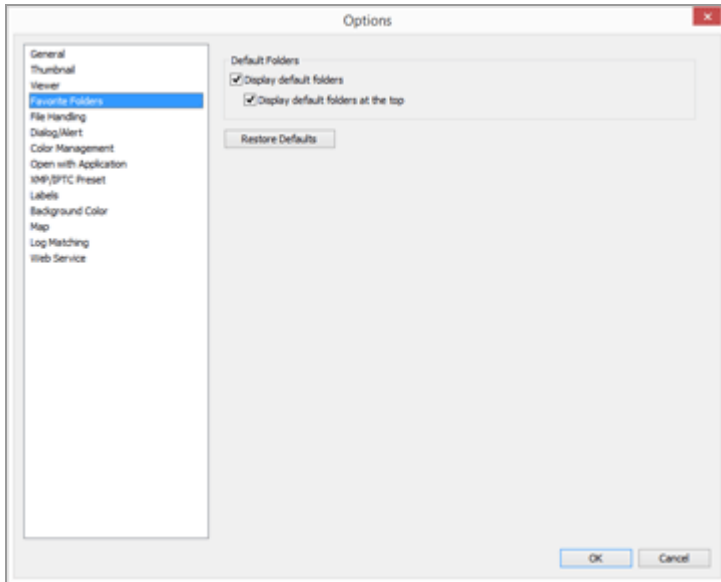 Options
General
Thumbnail
Viewer
Favorite Folders
File Handling
Dialog/Alert
Color Management
Open with Application
XMP/IPTC Preset
Labels
Background Color
Map
Log Matching
Web Service
Default Folders
Display default folders
Display default folders at the top
Restore Defaults
OK
Cancel